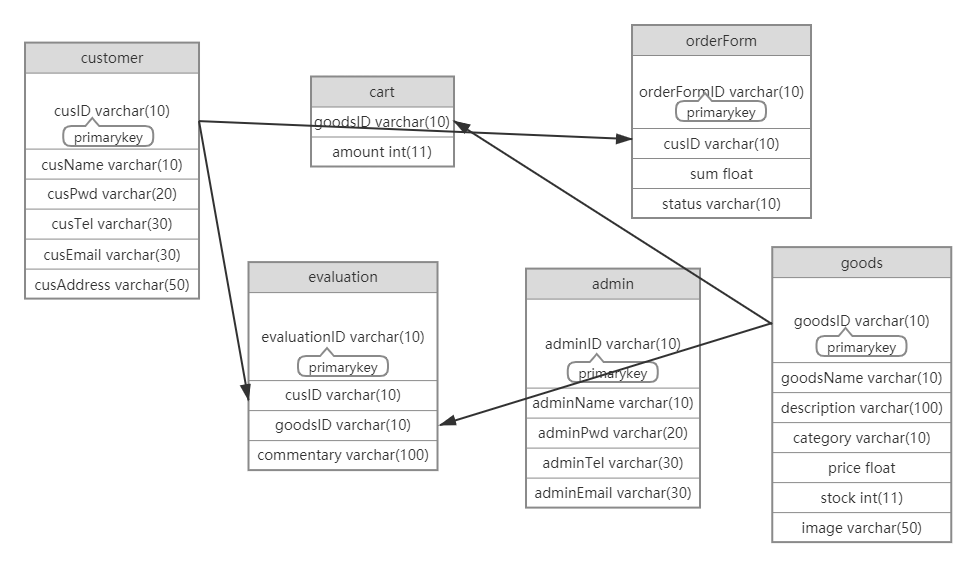 customer
cusID varchar(10)
primarykey
cusName varchar(10)
cusPwd varchar(20)
cusTel varchar(30)
cusEmail varchar(30)
cusAddress varchar(50)
cart
goodsID varchar(10)
amount int(11)
orderForm
orderFormID varchar(10)
primarykey
cusID varchar(10)
sum float
status varchar(10)
evaluation
evaluationID varchar(10)
primarykey
cusID varchar(10)
goodsID varchar(10)
commentary varchar(100)
admin
adminID varchar(10)
primarykey
adminName varchar(10)
adminPwd varchar(20)
adminTel varchar(30)
adminEmail varchar(30)
goods
goodsID varchar(10)
primarykey
goodsName varchar(10)
description varchar(100)
category varchar(10)
price float
stock int(11)
image varchar(50)